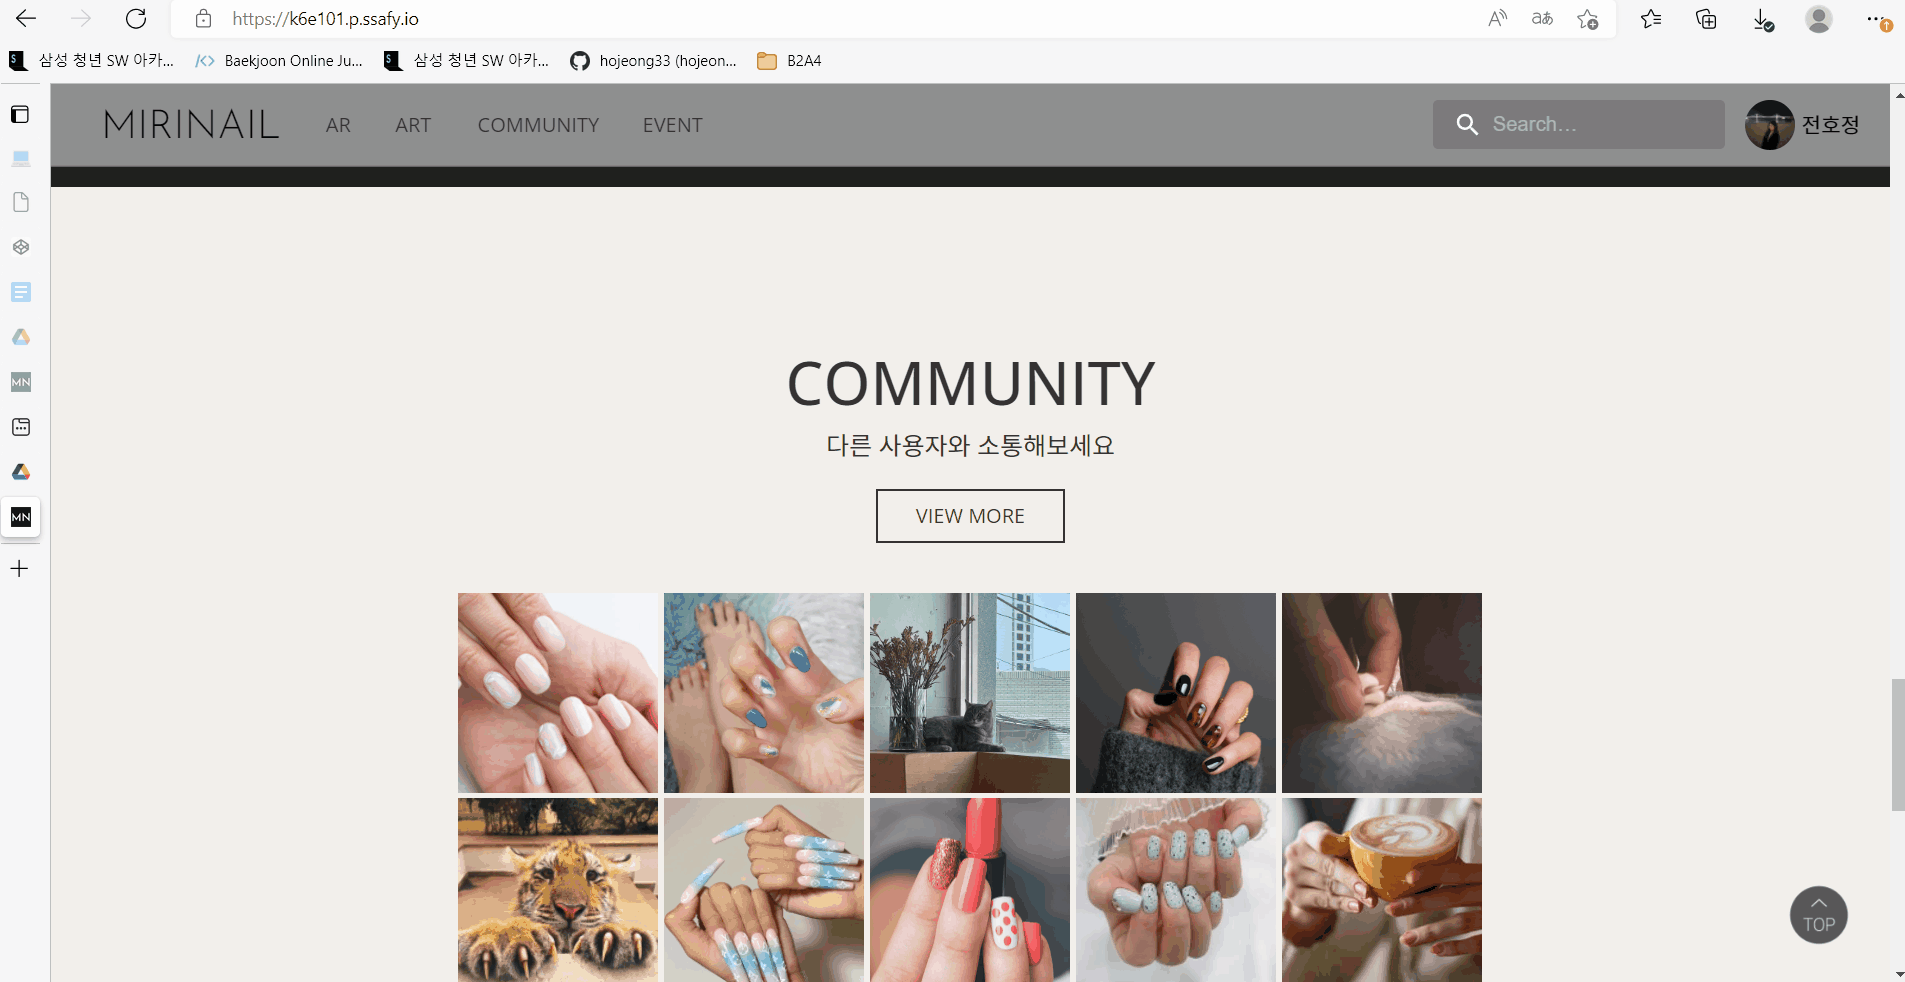 https://k6e101.p.ssafy.io
삼성 청년 SW 아카... Baekjoon Online Ju... 삼성 청년 SW 아카... hojeong33 (hojeon... B2A4
MIRINAIL AR ART COMMUNITY EVENT Search... 전호정
COMMUNITY
다른 사용자와 소통해보세요
VIEW MORE
MN
MN
TOP